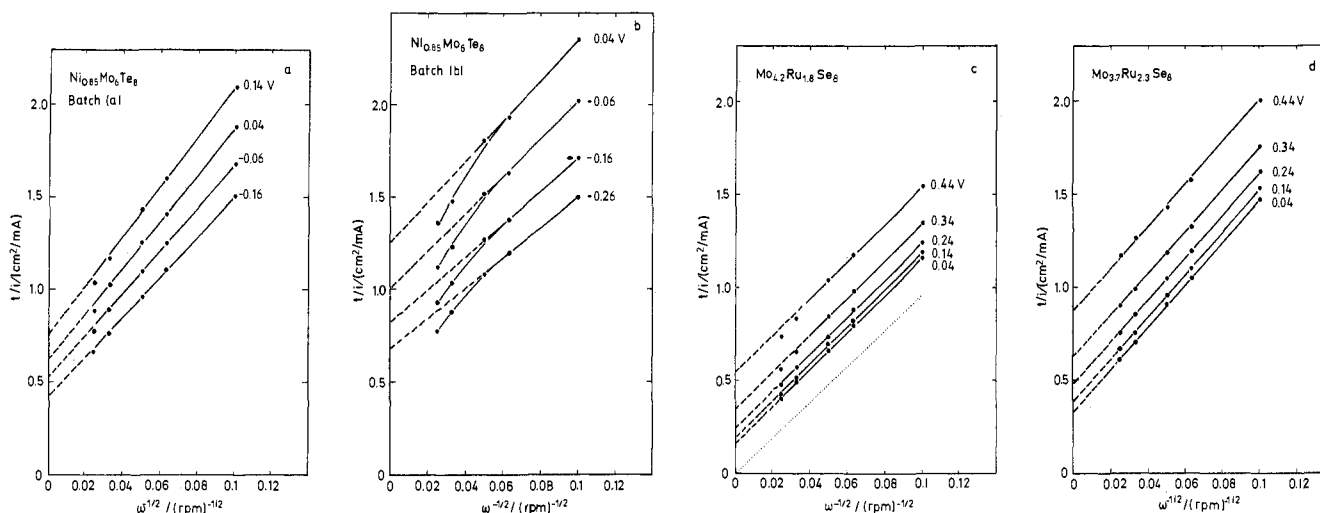 a
Ni0.85Mo6Te8
Batch (a)
0.14 V
0.04
-0.06
-0.16
2.0
1.5
1.0
0.5
0
t/i/(cm²/mA)
0 0.02 0.04 0.06 0.08 0.1 0.12
ω^1/2 / (rpm)^-1/2
b
NI0.85Mo6Te8
Batch (b)
0.04 V
-0.06
-0.16
-0.26
2.0
1.5
1.0
0.5
0
t/i/(cm²/mA)
0 0.02 0.04 0.06 0.08 0.1 0.12
ω^-1/2 / (rpm)^-1/2
c
Mo4.2Ru1.8Se8
0.44 V
0.34
0.24
0.14
0.04
2.0
1.5
1.0
0.5
0
t/i/(cm²/mA)
0 0.02 0.04 0.06 0.08 0.1 0.12
ω^-1/2 / (rpm)^-1/2
d
Mo3.7Ru2.3Se8
0.44 V
0.34
0.24
0.14
0.04
2.0
1.5
1.0
0.5
0
t/i/(cm²/mA)
0 0.02 0.04 0.06 0.08 0.1 0.12
ω^-1/2 / (rpm)^-1/2